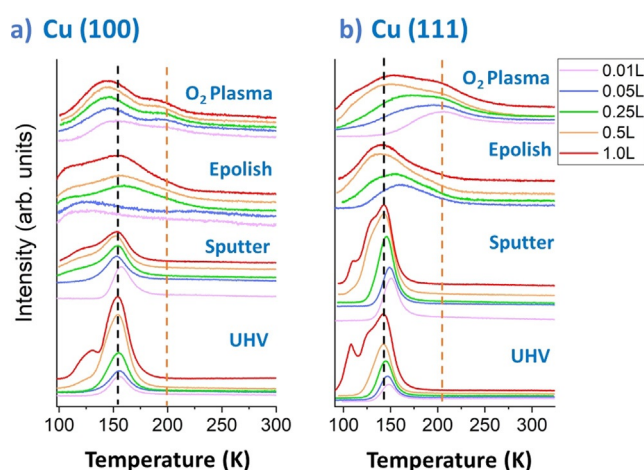 a) Cu (100)
b) Cu (111)
O2 Plasma
Epolish
Sputter
UHV
Intensity (arb. units)
100 150 200 250 300
Temperature (K)
O2 Plasma
Epolish
Sputter
UHV
100 150 200 250 300
Temperature (K)
0.01L
0.05L
0.25L
0.5L
1.0L